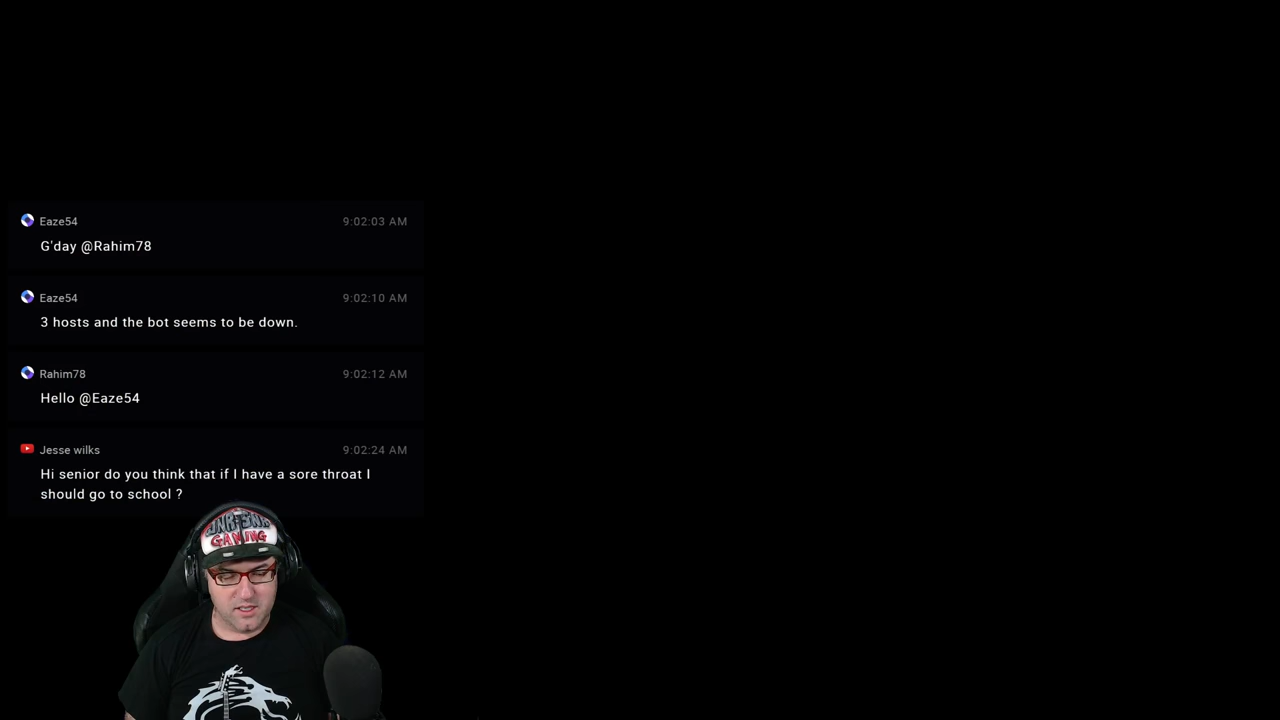 Eaze54 9:02:03 AM
G'day @Rahim78
Eaze54 9:02:10 AM
3 hosts and the bot seems to be down.
Rahim78 9:02:12 AM
Hello @Eaze54
Jesse wilks 9:02:24 AM
Hi senior do you think that if I have a sore throat I
should go to school ?
GAMING